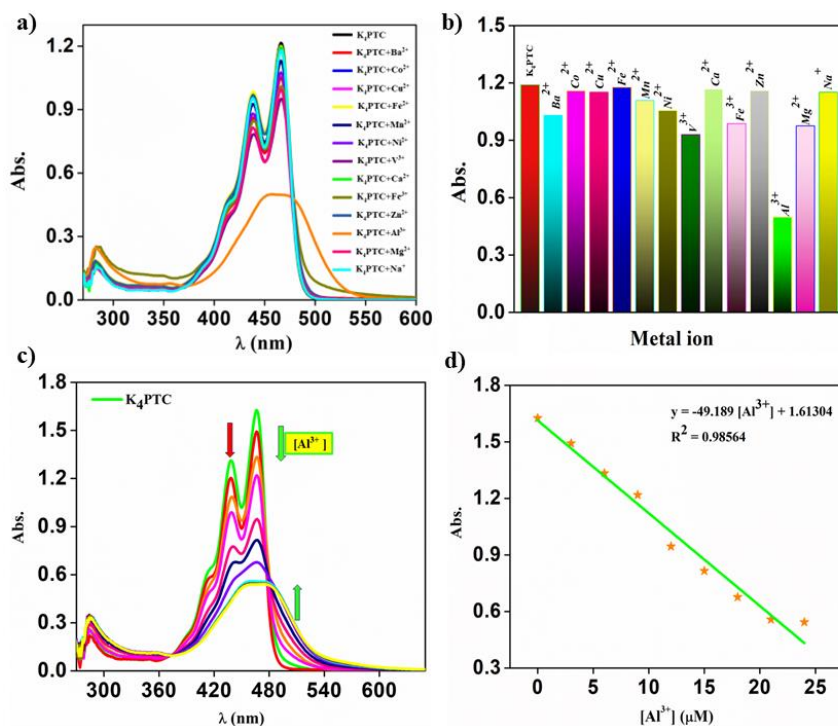 a)
Abs.
1.2
0.9
0.6
0.3
0.0
300
350
400
450
500
550
600
λ (nm)
K₄PTC
K₄PTC+Ba²⁺
K₄PTC+Co²⁺
K₄PTC+Cu²⁺
K₄PTC+Fe²⁺
K₄PTC+Mn²⁺
K₄PTC+Ni²⁺
K₄PTC+V³⁺
K₄PTC+Ca²⁺
K₄PTC+Fe³⁺
K₄PTC+Zn²⁺
K₄PTC+Al³⁺
K₄PTC+Mg²⁺
K₄PTC+Na⁺
b)
Abs.
1.5
1.2
0.9
0.6
0.3
0.0
K₄PTC
Ba²⁺
Co²⁺
Cu²⁺
Fe²⁺
Mn²⁺
Ni²⁺
V³⁺
Ca²⁺
Fe³⁺
Zn²⁺
Al³⁺
Mg²⁺
Na⁺
Metal ion
c)
Abs.
1.8
1.5
1.2
0.9
0.6
0.3
0.0
K₄PTC
[Al³⁺]
300
360
420
480
540
600
λ (nm)
d)
Abs.
1.8
1.5
1.2
0.9
0.6
0.3
y = -49.189 [Al³⁺] + 1.61304
R² = 0.98564
0
5
10
15
20
25
[Al³⁺] (μM)